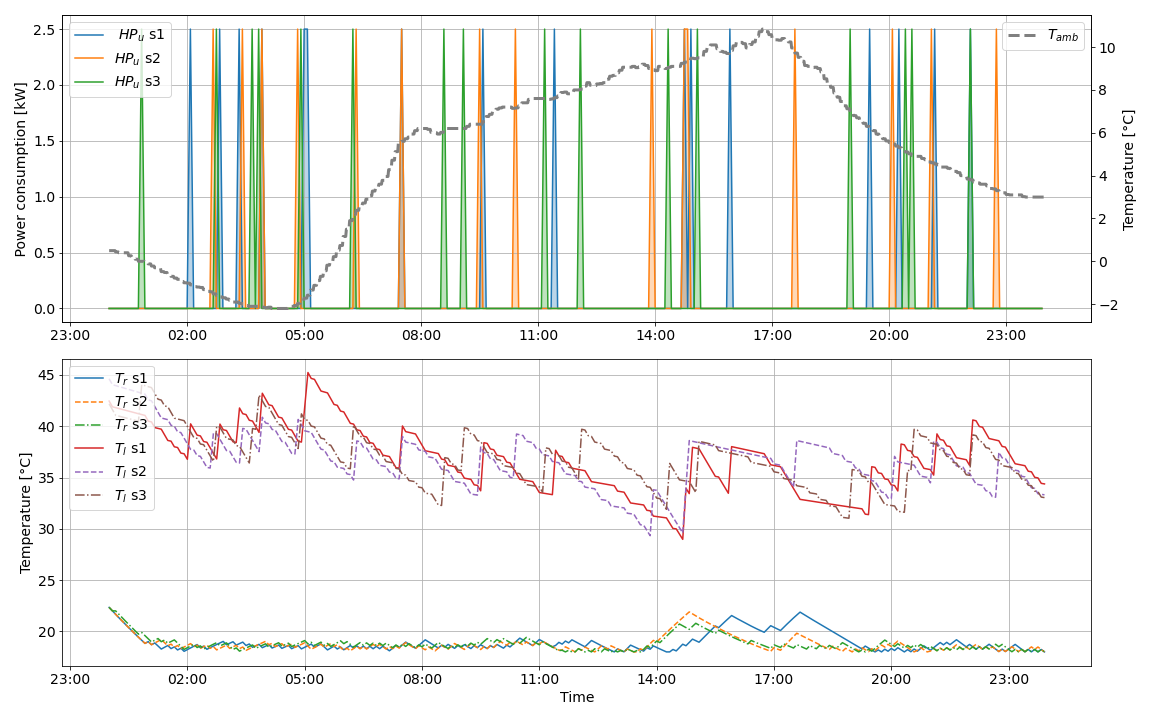 HP_u s1
HP_u s2
HP_u s3
T_amb
Power consumption [kW]
2.5
2.0
1.5
1.0
0.5
0.0
10
8
6
4
2
0
−2
Temperature [°C]
23:00 02:00 05:00 08:00 11:00 14:00 17:00 20:00 23:00
T_r s1
T_r s2
T_r s3
T_l s1
T_l s2
T_l s3
Temperature [°C]
45
40
35
30
25
20
23:00 02:00 05:00 08:00 11:00 14:00 17:00 20:00 23:00
Time